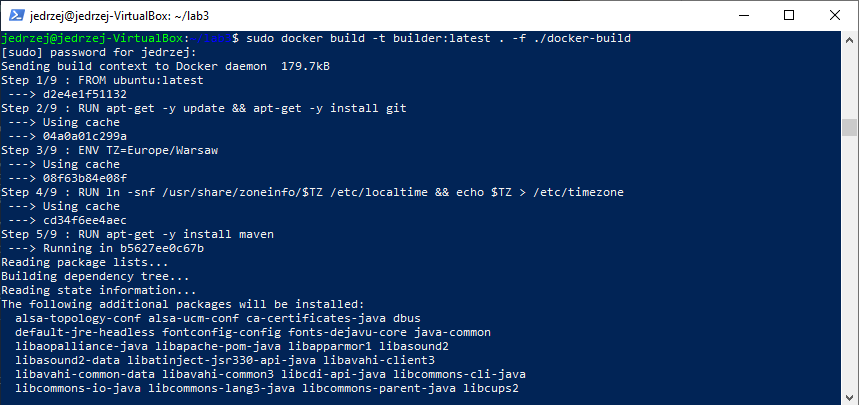 jedrzej@jedrzej-VirtualBox: ~/lab3
jedrzej@jedrzej-VirtualBox:~/lab3$ sudo docker build -t builder:latest . -f ./docker-build
[sudo] password for jedrzej:
Sending build context to Docker daemon  179.7kB
Step 1/9 : FROM ubuntu:latest
 ---> d2e4e1f51132
Step 2/9 : RUN apt-get -y update && apt-get -y install git
 ---> Using cache
 ---> 04a0a01c299a
Step 3/9 : ENV TZ=Europe/Warsaw
 ---> Using cache
 ---> 08f63b84e08f
Step 4/9 : RUN ln -snf /usr/share/zoneinfo/$TZ /etc/localtime && echo $TZ > /etc/timezone
 ---> Using cache
 ---> cd34f6ee4aec
Step 5/9 : RUN apt-get -y install maven
 ---> Running in b5627ee0c67b
Reading package lists...
Building dependency tree...
Reading state information...
The following additional packages will be installed:
  alsa-topology-conf alsa-ucm-conf ca-certificates-java dbus
  default-jre-headless fontconfig-config fonts-dejavu-core java-common
  libaopalliance-java libapache-pom-java libapparmor1 libasound2
  libasound2-data libatinject-jsr330-api-java libavahi-client3
  libavahi-common-data libavahi-common3 libcdi-api-java libcommons-cli-java
  libcommons-io-java libcommons-lang3-java libcommons-parent-java libcups2